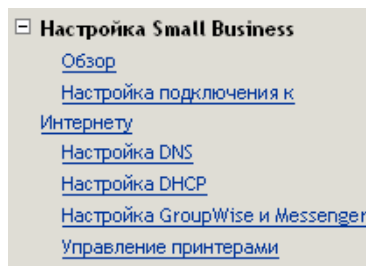 Настройка Small Business
Обзор
Настройка подключения к
Интернету
Настройка DNS
Настройка DHCP
Настройка GroupWise и Messenger
Управление принтерами